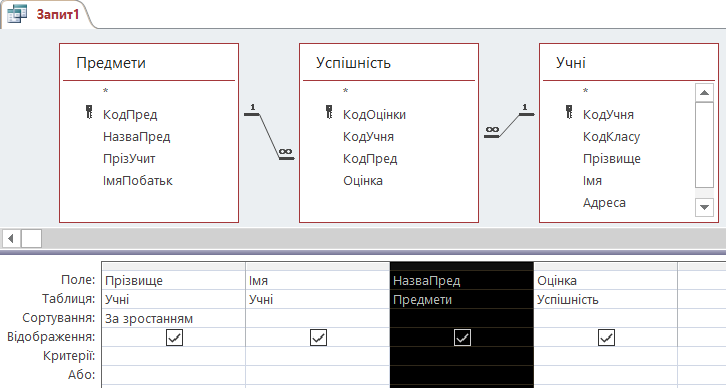 Запит1
Предмети
*
КодПред
НазваПред
ПрізУчит
ІмяПобатьк
1
∞
Успішність
*
КодОцінки
КодУчня
КодПред
Оцінка
∞
1
Учні
*
КодУчня
КодКласу
Прізвище
Імя
Адреса
Поле: Прізвище Імя НазваПред Оцінка
Таблиця: Учні Учні Предмети Успішність
Сортування: За зростанням
Відображення:
Критерії:
Або: